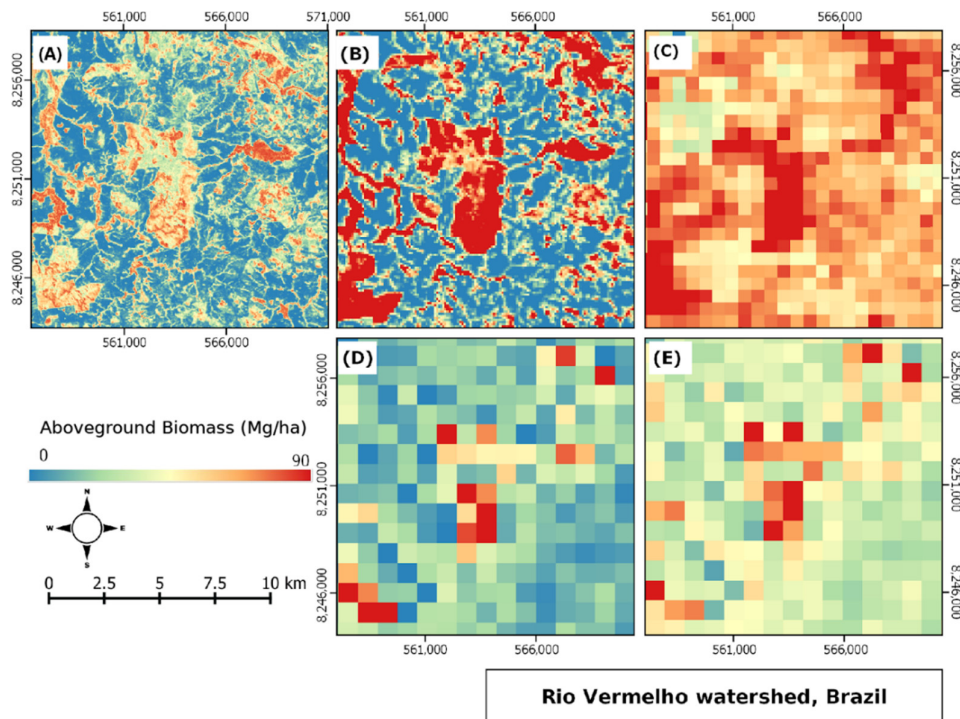 561,000 566,000 571,000 561,000 566,000 561,000 566,000
(A) (B) (C)
8,256,000 8,251,000 8,246,000
8,256,000 8,251,000 8,246,000
561,000 566,000
(D) (E)
8,256,000 8,251,000 8,246,000
8,256,000 8,251,000 8,246,000
Aboveground Biomass (Mg/ha)
0 90
N
W E
S
0 2.5 5 7.5 10 km
561,000 566,000 561,000 566,000
Rio Vermelho watershed, Brazil